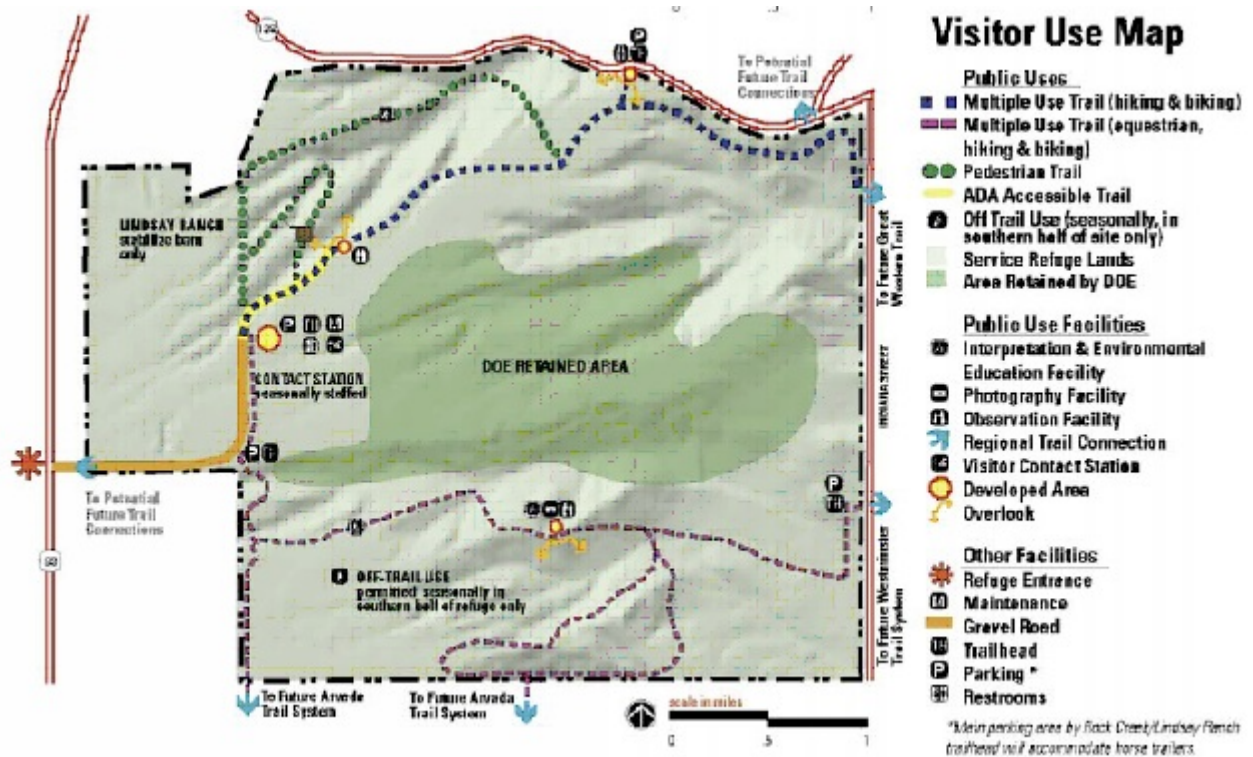 Visitor Use Map
Public Uses
Multiple Use Trail (hiking & biking)
Multiple Use Trail (equestrian,
hiking & biking)
Pedestrian Trail
ADA Accessible Trail
Off Trail Use (seasonally, in
southern half of site only)
Service Refuge Lands
Area Retained by DOE
Public Use Facilities
Interpretation & Environmental
Education Facility
Photography Facility
Observation Facility
Regional Trail Connection
Visitor Contact Station
Developed Area
Overlook
Other Facilities
Refuge Entrance
Maintenance
Gravel Road
Trailhead
Parking *
Restrooms
*Main parking area by Rock Creek/Lindsay Ranch
trailhead will accommodate horse trailers.
To Potential
Future Trail
Connections
LINDSAY RANCH
stabilize barn
only
CONTACT STATION
seasonally staffed
DOE RETAINED AREA
To Future Great
Western Trail
INDIANA STREET
To Potential
Future Trail
Connections
OFF-TRAIL USE
permitted seasonally in
southern half of refuge only
To Future Westminster
Trail System
To Future Arvada
Trail System
To Future Arvada
Trail System
scale in miles
0 .5 1